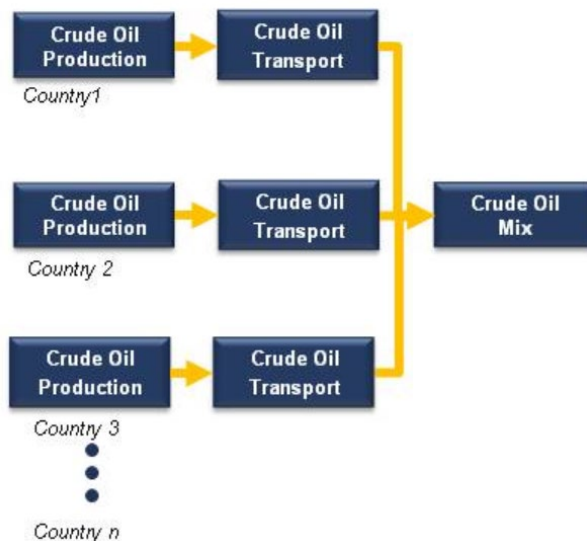 Crude Oil
Production
Crude Oil
Transport
Country1
Crude Oil
Production
Crude Oil
Transport
Crude Oil
Mix
Country 2
Crude Oil
Production
Crude Oil
Transport
Country 3
Country n